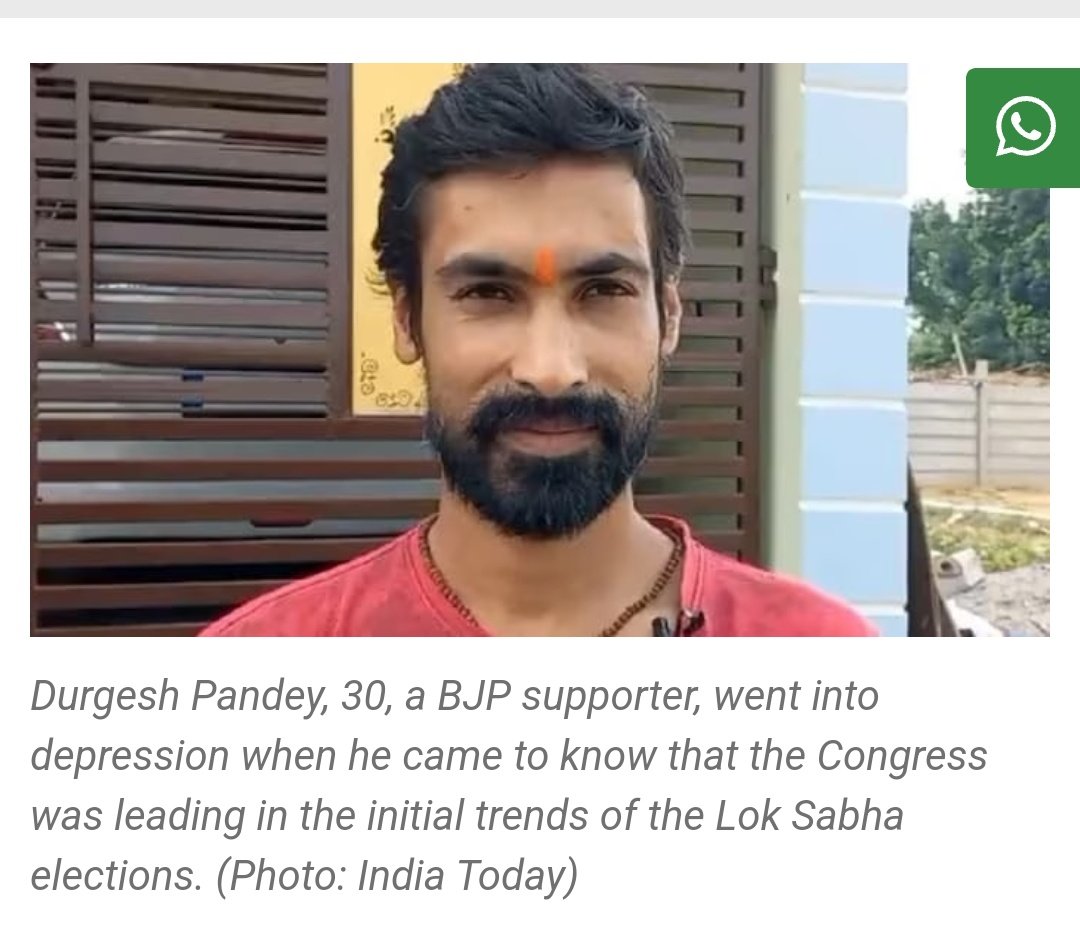 Durgesh Pandey, 30, a BJP supporter, went into
depression when he came to know that the Congress
was leading in the initial trends of the Lok Sabha
elections. (Photo: India Today)